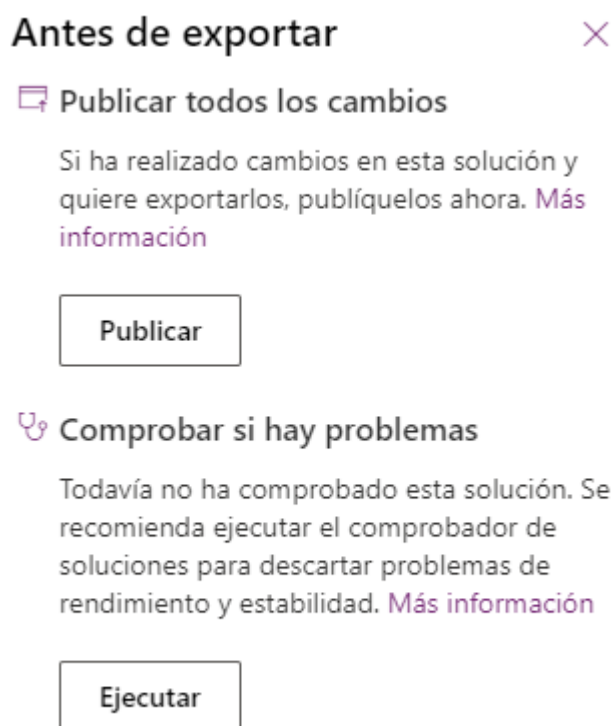 Antes de exportar
Publicar todos los cambios
Si ha realizado cambios en esta solución y
quiere exportarlos, publíquelos ahora. Más
información
Publicar
Comprobar si hay problemas
Todavía no ha comprobado esta solución. Se
recomienda ejecutar el comprobador de
soluciones para descartar problemas de
rendimiento y estabilidad. Más información
Ejecutar